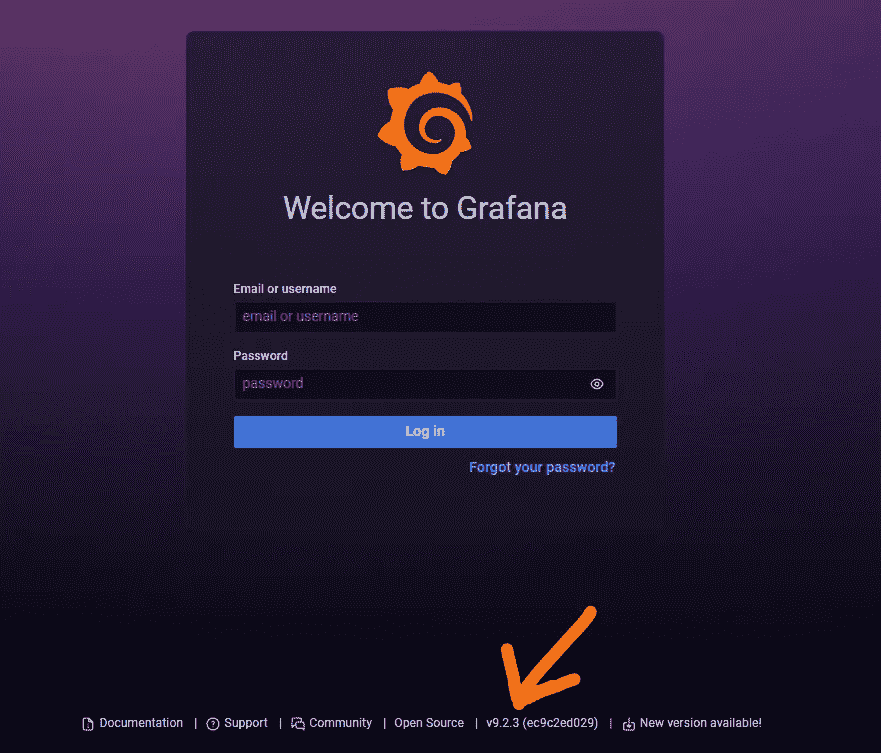 Welcome to Grafana
Email or username
email or username
Password
password
Log in
Forgot your password?
Documentation | Support | Community | Open Source | v9.2.3 (ec9c2ed029) | New version available!